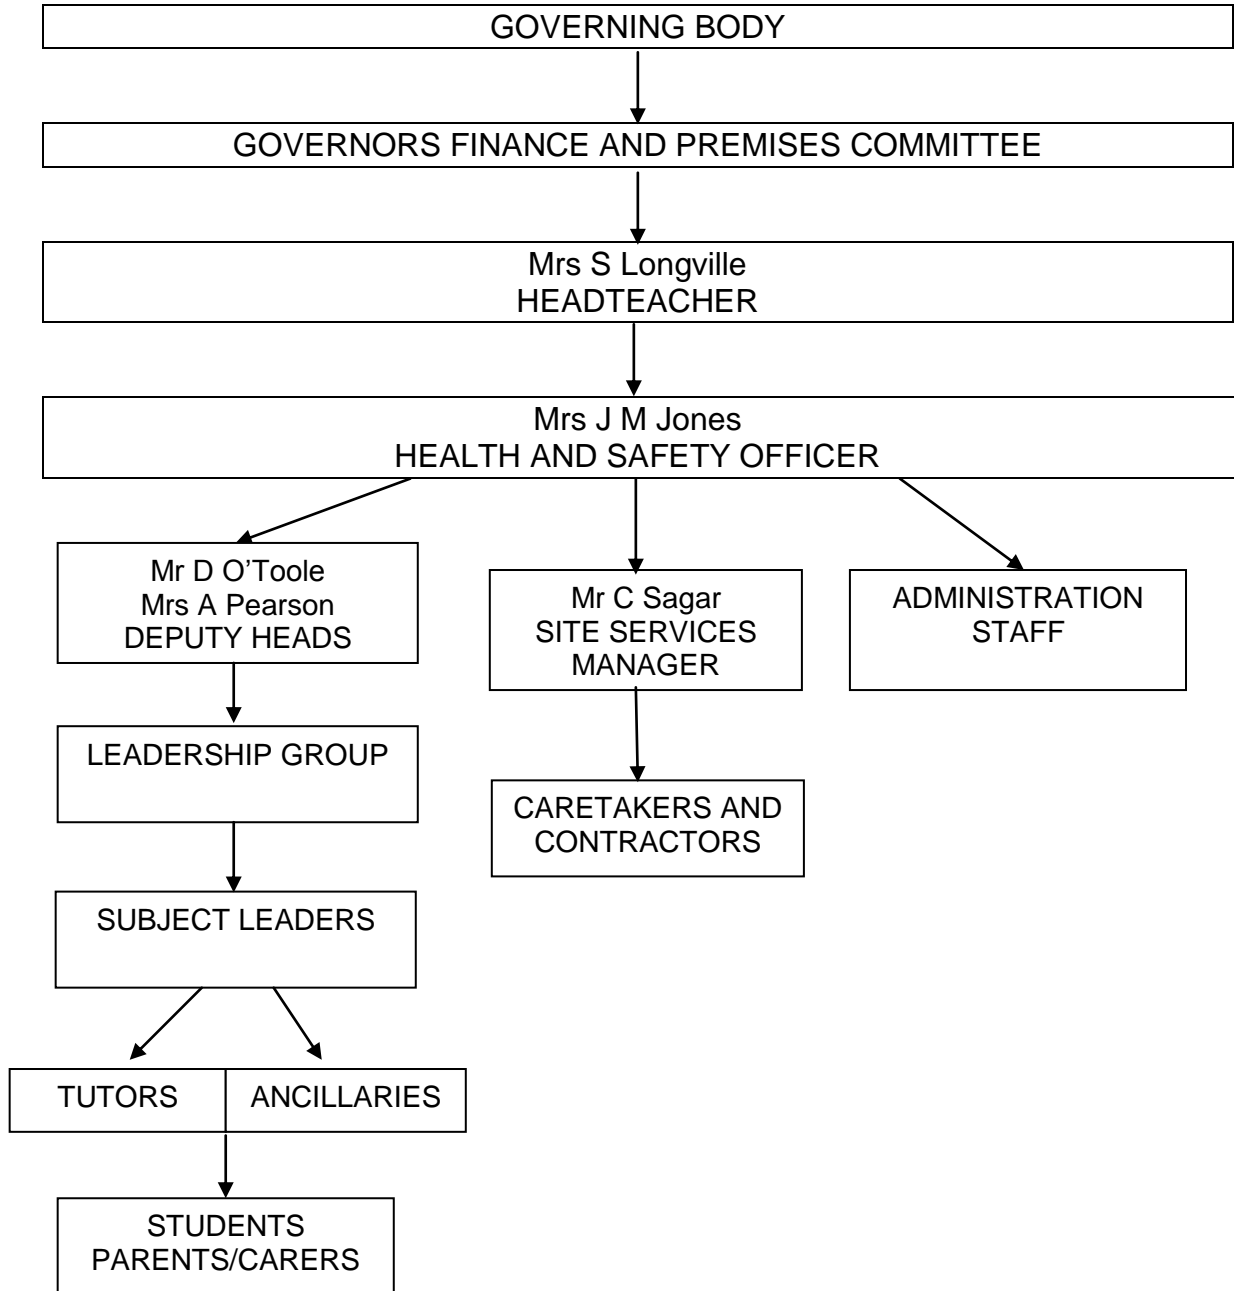 GOVERNING BODY
GOVERNORS FINANCE AND PREMISES COMMITTEE
Mrs S Longville
HEADTEACHER
Mrs J M Jones
HEALTH AND SAFETY OFFICER
Mr D O’Toole
Mrs A Pearson
DEPUTY HEADS
Mr C Sagar
SITE SERVICES
MANAGER
ADMINISTRATION
STAFF
LEADERSHIP GROUP
CARETAKERS AND
CONTRACTORS
SUBJECT LEADERS
TUTORS
ANCILLARIES
STUDENTS
PARENTS/CARERS